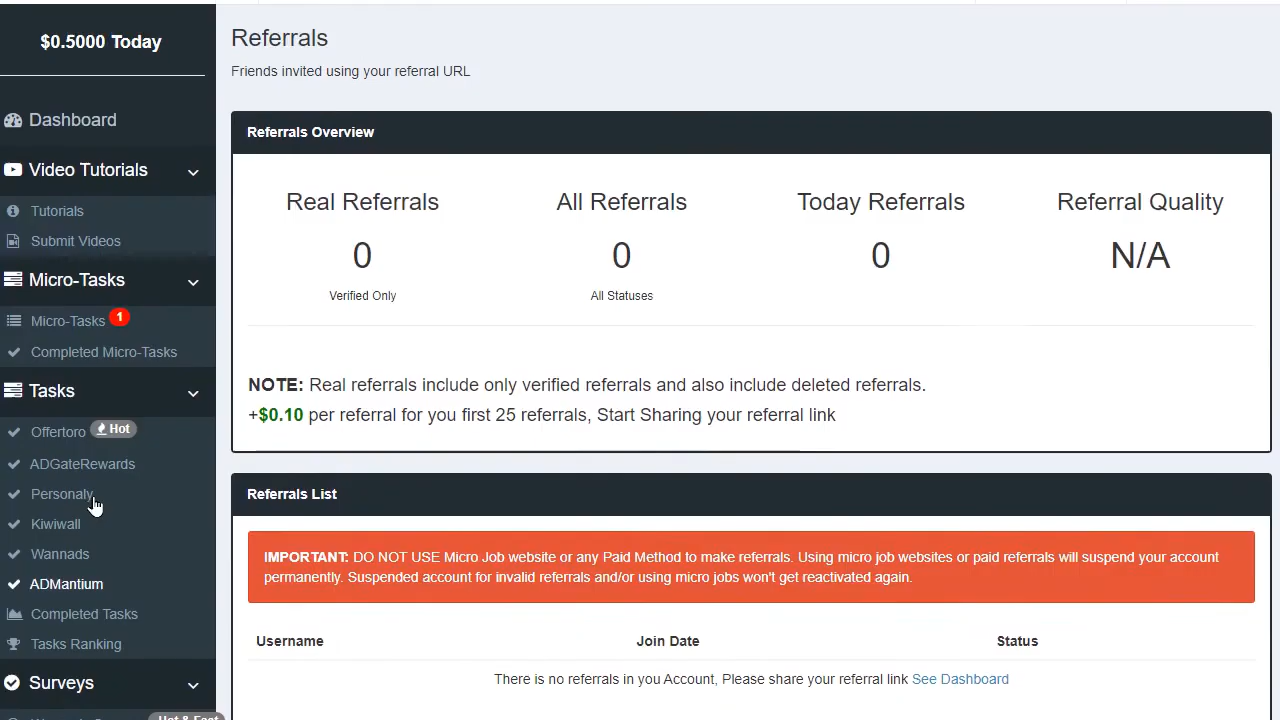 $0.5000 Today
Dashboard
Video Tutorials
Tutorials
Submit Videos
Micro-Tasks
Micro-Tasks 1
Completed Micro-Tasks
Tasks
Offertoro Hot
ADGateRewards
Personaly
Kiwiwall
Wannads
ADMantium
Completed Tasks
Tasks Ranking
Surveys
Hot & Fast
Referrals
Friends invited using your referral URL
Referrals Overview
Real Referrals
0
Verified Only
All Referrals
0
All Statuses
Today Referrals
0
Referral Quality
N/A
NOTE: Real referrals include only verified referrals and also include deleted referrals.
+$0.10 per referral for you first 25 referrals, Start Sharing your referral link
Referrals List
IMPORTANT: DO NOT USE Micro Job website or any Paid Method to make referrals. Using micro job websites or paid referrals will suspend your account
permanently. Suspended account for invalid referrals and/or using micro jobs won't get reactivated again.
Username Join Date Status
There is no referrals in you Account, Please share your referral link See Dashboard